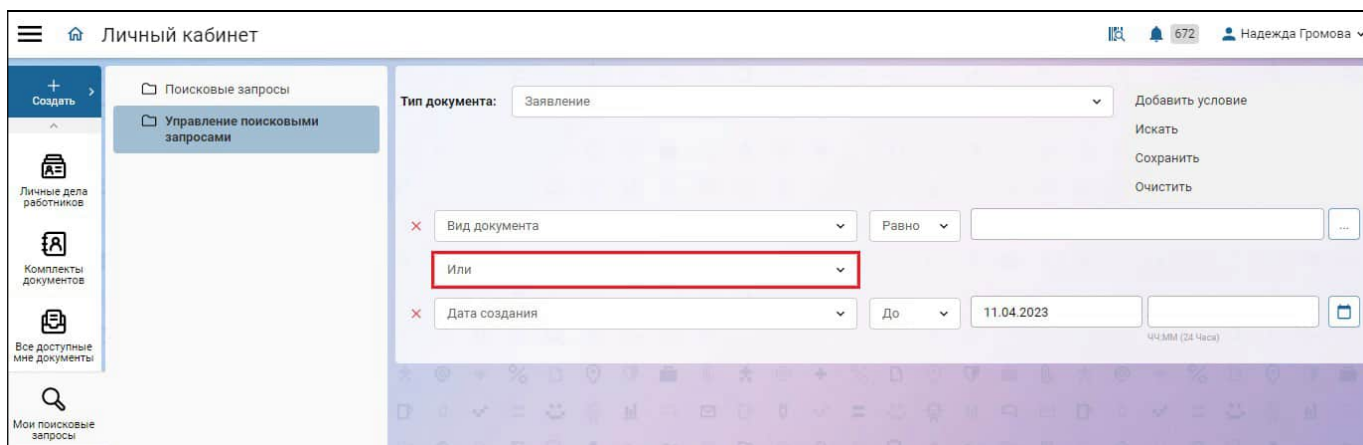 Личный кабинет
672
Надежда Громова
Создать
Поисковые запросы
Управление поисковыми
запросами
Тип документа:
Заявление
Добавить условие
Искать
Сохранить
Очистить
Личные дела
работников
Комплекты
документов
Все доступные
мне документы
Мои поисковые
запросы
Вид документа
Равно
...
Или
Дата создания
До
11.04.2023
ЧЧ:ММ (24 Часа)